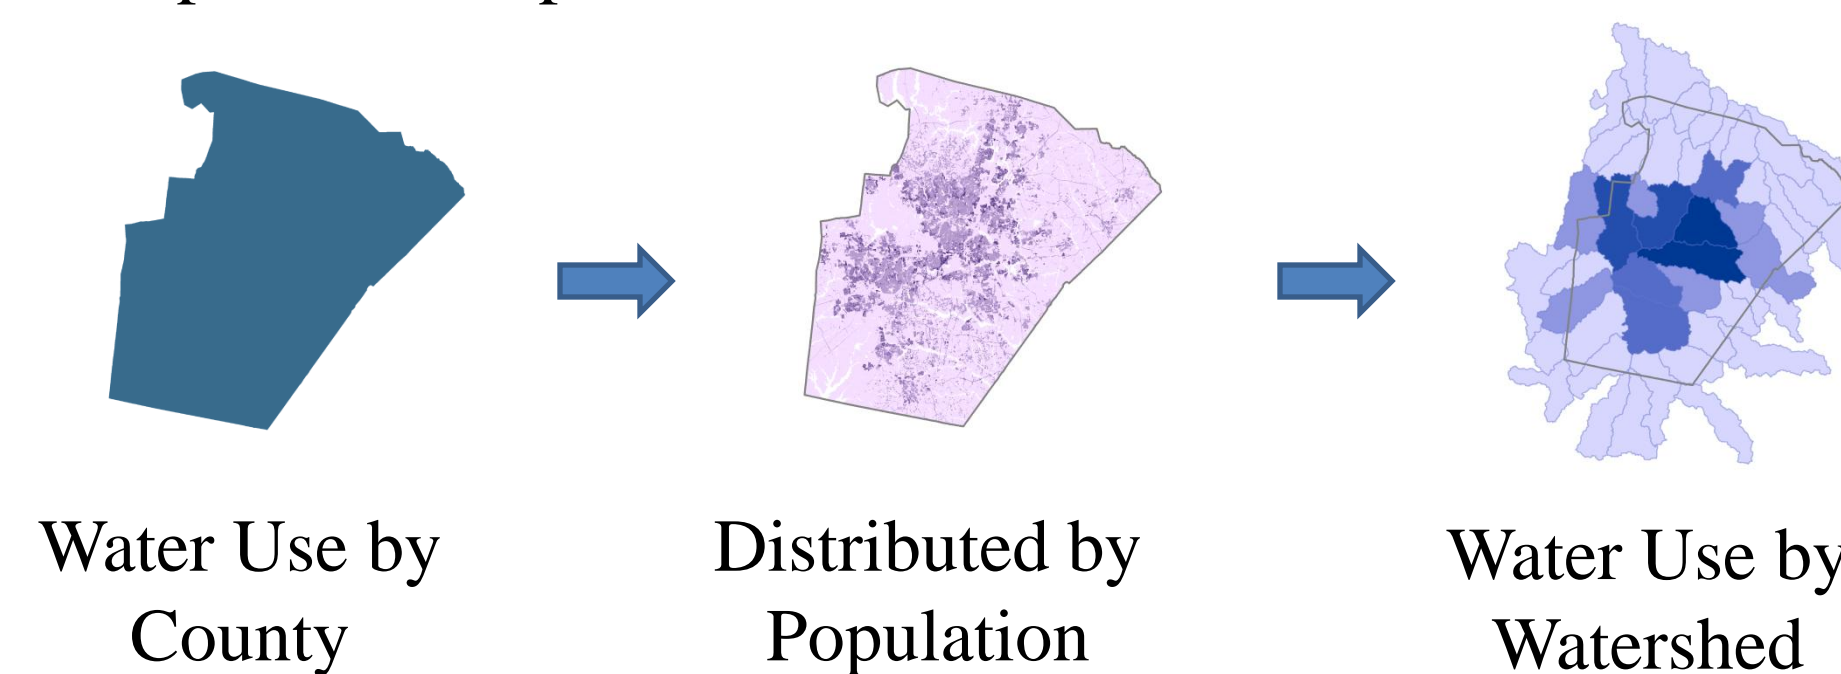 Water Use by
County
Distributed by
Population
Water Use by
Watershed